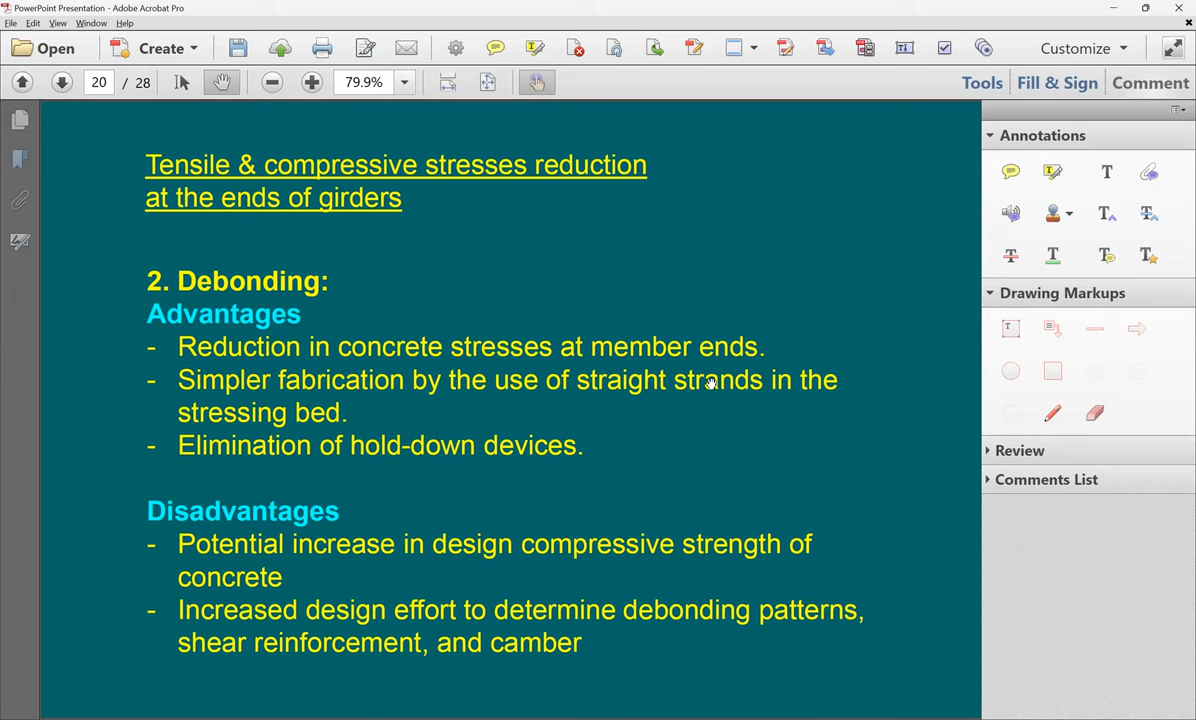 PowerPoint Presentation - Adobe Acrobat Pro
File Edit View Window Help
Open Create Customize
20 / 28 79.9% Tools Fill & Sign Comment
Tensile & compressive stresses reduction
at the ends of girders
2. Debonding:
Advantages
- Reduction in concrete stresses at member ends.
- Simpler fabrication by the use of straight strands in the
stressing bed.
- Elimination of hold-down devices.
Disadvantages
- Potential increase in design compressive strength of
concrete
- Increased design effort to determine debonding patterns,
shear reinforcement, and camber
Annotations
Drawing Markups
Review
Comments List